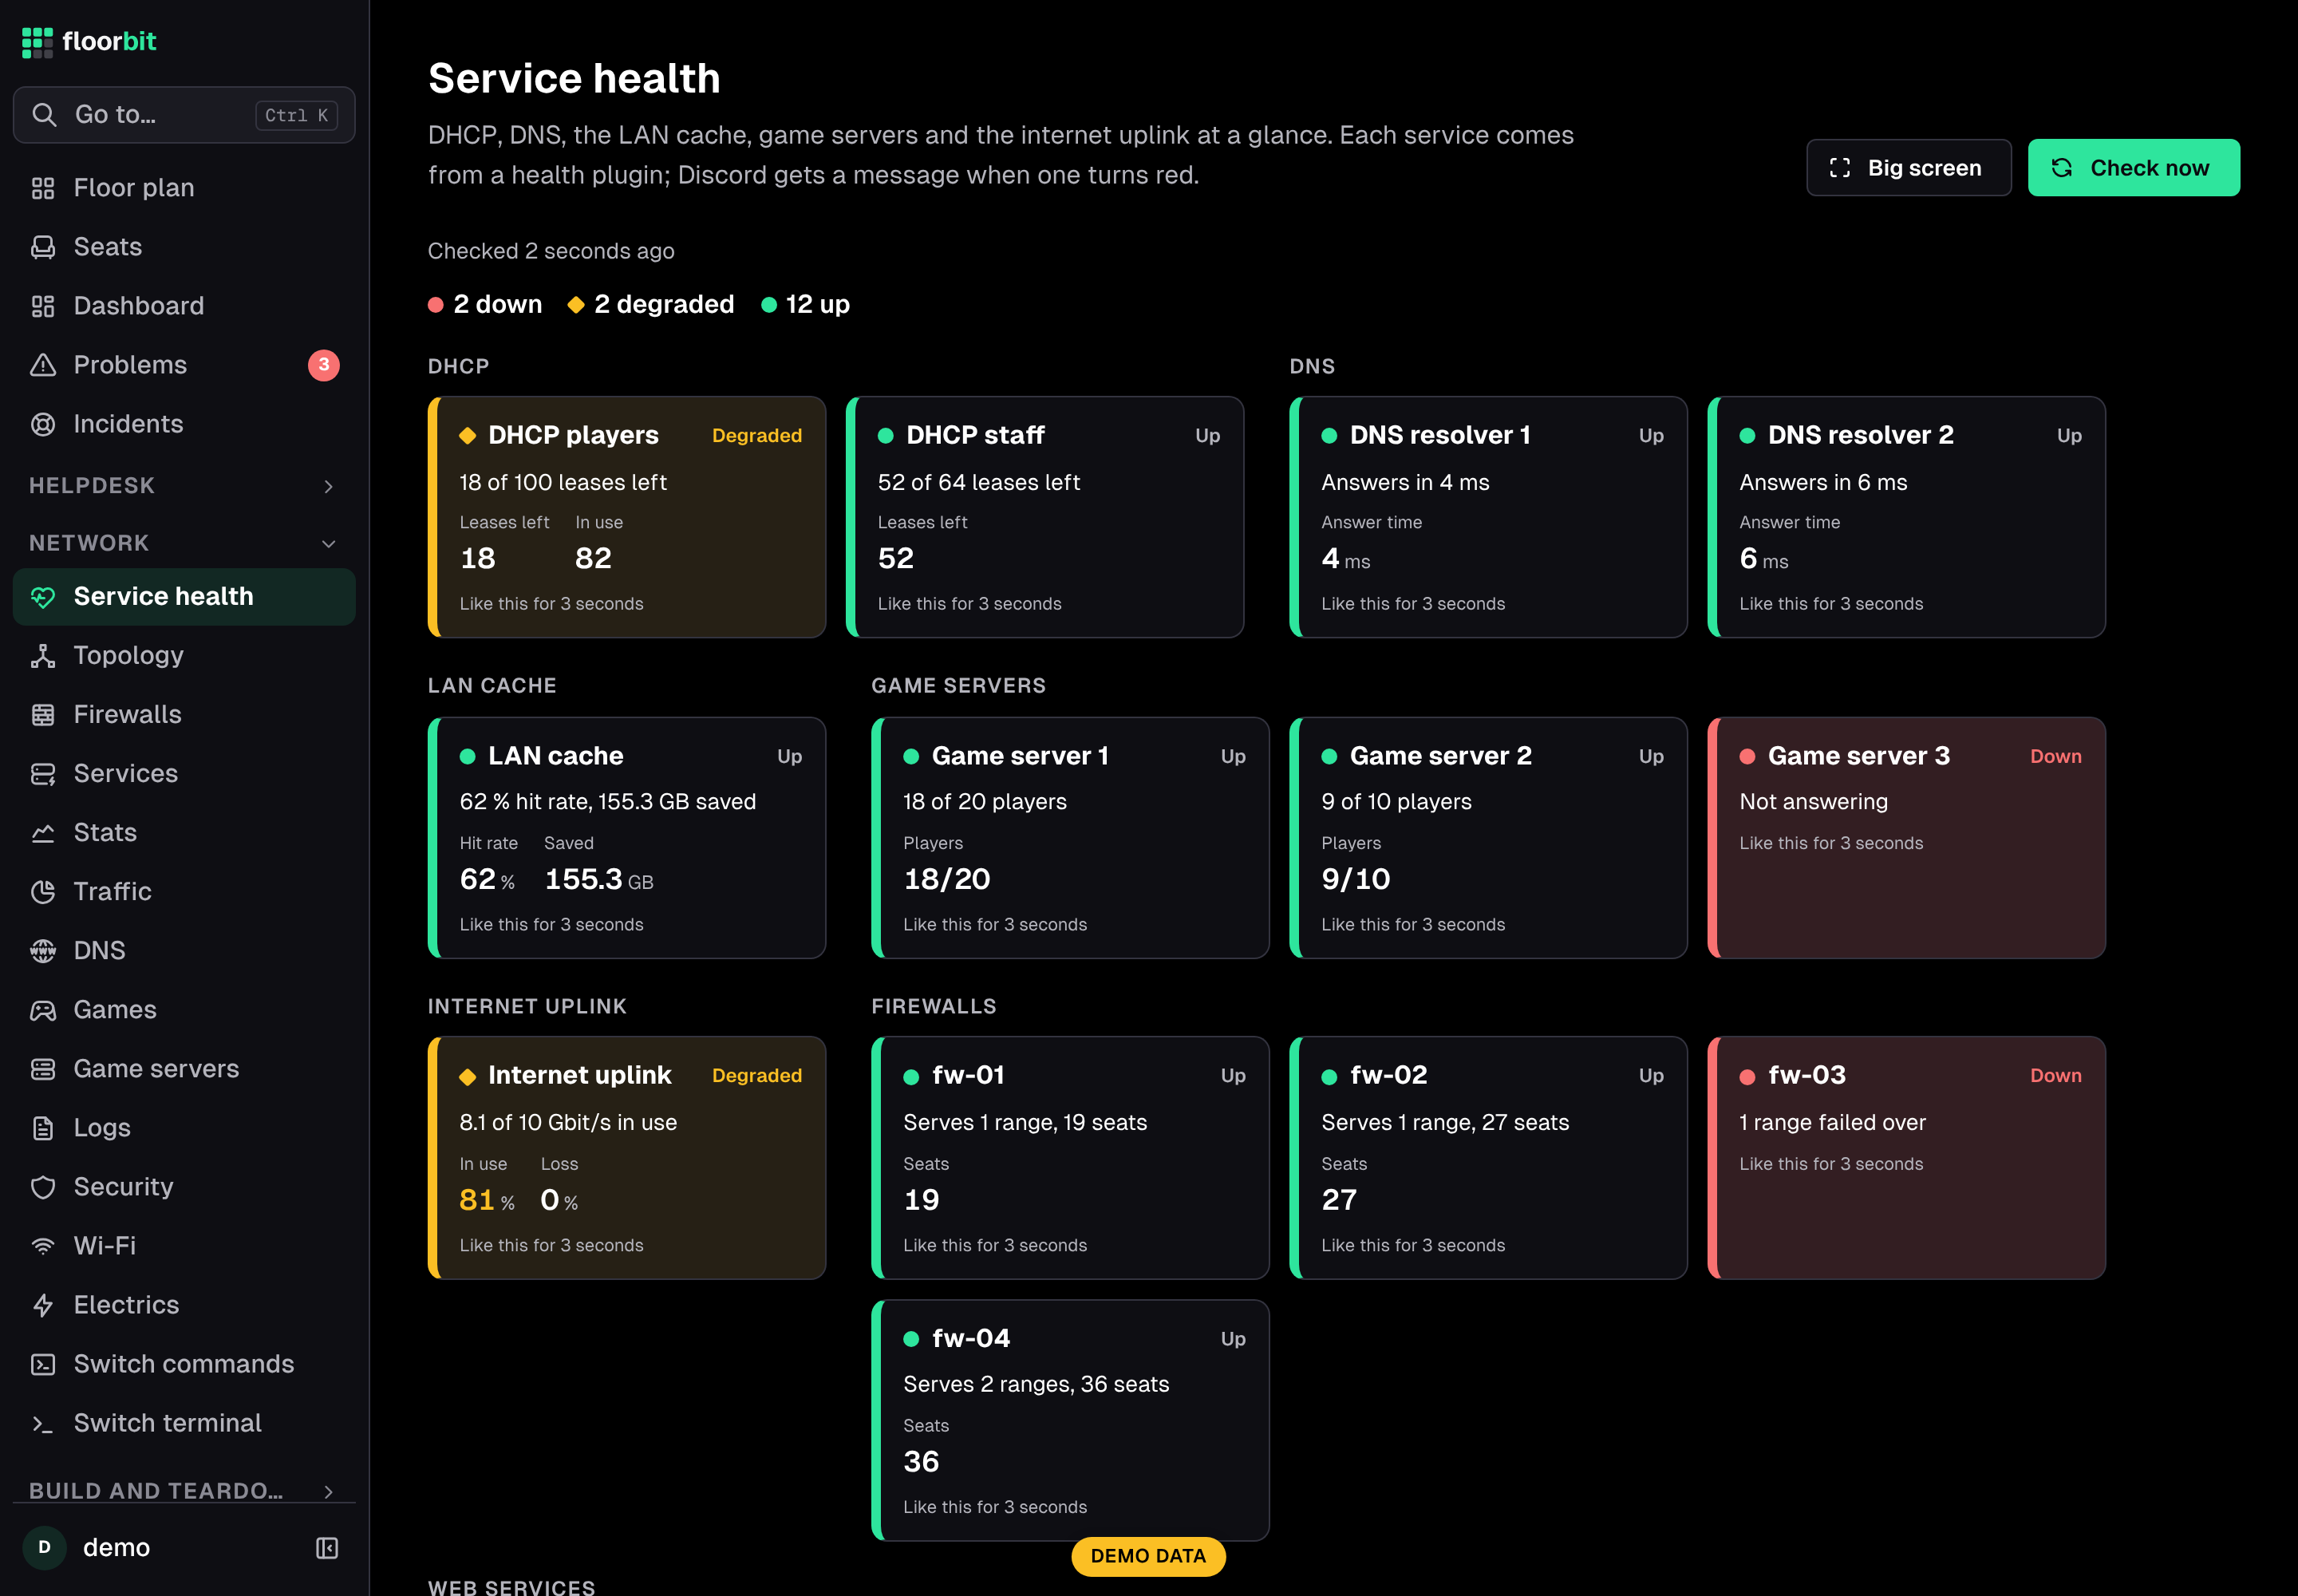 floorbit
Go to...
Ctrl K
Floor plan
Seats
Dashboard
Problems
3
Incidents
HELPDESK
NETWORK
Service health
Topology
Firewalls
Services
Stats
Traffic
DNS
Games
Game servers
Logs
Security
Wi-Fi
Electrics
Switch commands
Switch terminal
BUILD AND TEARDO...
D
demo
Service health
DHCP, DNS, the LAN cache, game servers and the internet uplink at a glance. Each service comes
from a health plugin; Discord gets a message when one turns red.
Big screen
Check now
Checked 2 seconds ago
2 down
2 degraded
12 up
DHCP
DHCP players
Degraded
18 of 100 leases left
Leases left In use
18 82
Like this for 3 seconds
DHCP staff
Up
52 of 64 leases left
Leases left
52
Like this for 3 seconds
DNS
DNS resolver 1
Up
Answers in 4 ms
Answer time
4 ms
Like this for 3 seconds
DNS resolver 2
Up
Answers in 6 ms
Answer time
6 ms
Like this for 3 seconds
LAN CACHE
LAN cache
Up
62 % hit rate, 155.3 GB saved
Hit rate Saved
62 % 155.3 GB
Like this for 3 seconds
GAME SERVERS
Game server 1
Up
18 of 20 players
Players
18/20
Like this for 3 seconds
Game server 2
Up
9 of 10 players
Players
9/10
Like this for 3 seconds
Game server 3
Down
Not answering
Like this for 3 seconds
INTERNET UPLINK
Internet uplink
Degraded
8.1 of 10 Gbit/s in use
In use Loss
81 % 0 %
Like this for 3 seconds
FIREWALLS
fw-01
Up
Serves 1 range, 19 seats
Seats
19
Like this for 3 seconds
fw-02
Up
Serves 1 range, 27 seats
Seats
27
Like this for 3 seconds
fw-03
Down
1 range failed over
Like this for 3 seconds
fw-04
Up
Serves 2 ranges, 36 seats
Seats
36
Like this for 3 seconds
DEMO DATA
WEB SERVICES